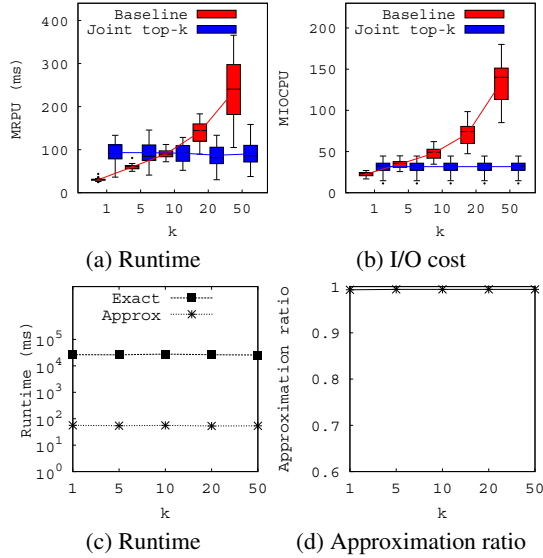 Baseline
Joint top-k
MRPU (ms)
400
300
200
100
0
1 5 10 20 50
k
(a) Runtime
Baseline
Joint top-k
MIOCPU
200
150
100
50
0
1 5 10 20 50
k
(b) I/O cost
Exact
Approx
Runtime (ms)
10^5
10^4
10^3
10^2
10^1
10^0
1 5 10 20 50
k
(c) Runtime
Approximation ratio
1
0.9
0.8
0.7
0.6
1 5 10 20 50
k
(d) Approximation ratio